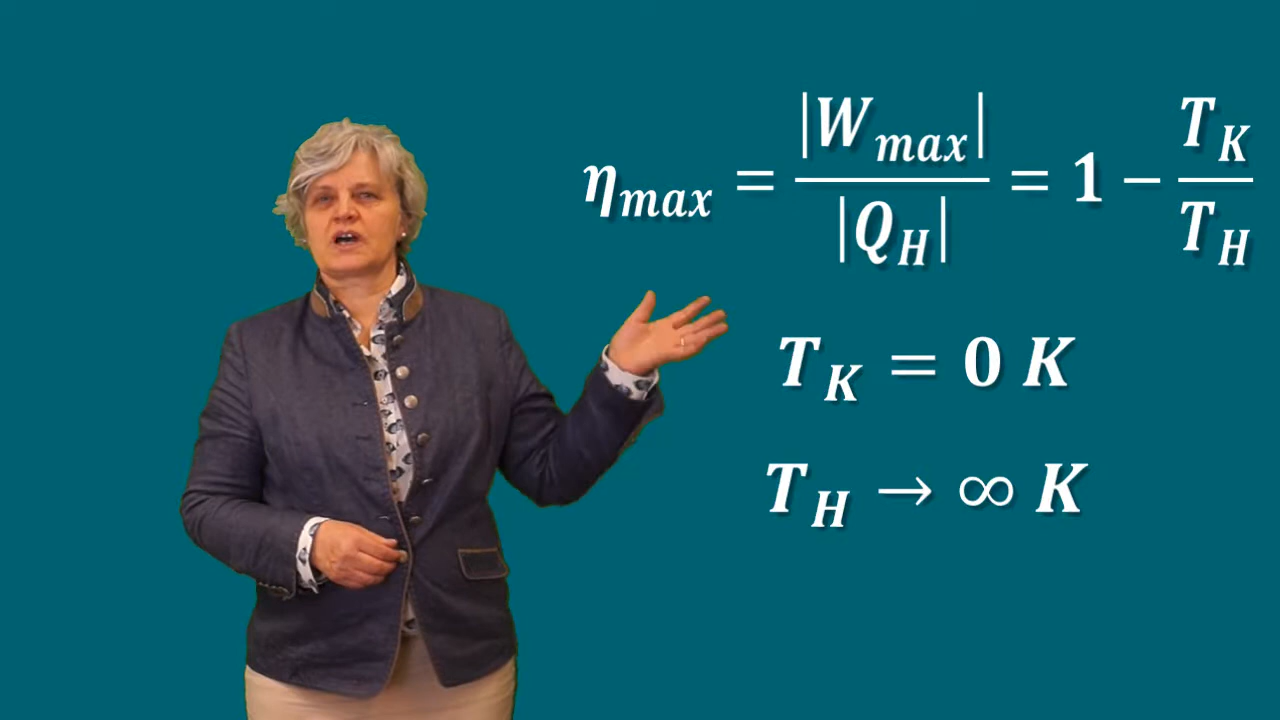 η_max = |W_max| / |Q_H| = 1 − T_K / T_H
T_K = 0 K
T_H → ∞ K